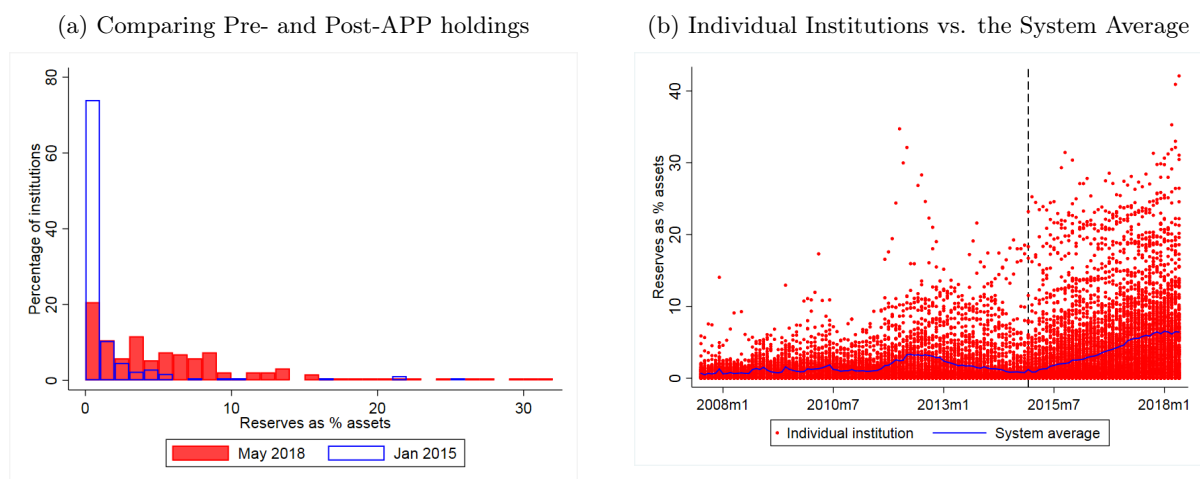 (a) Comparing Pre- and Post-APP holdings
Percentage of institutions
80
60
40
20
0
0 10 20 30
Reserves as % assets
May 2018 Jan 2015
(b) Individual Institutions vs. the System Average
Reserves as % assets
40
30
20
10
0
2008m1 2010m7 2013m1 2015m7 2018m1
Individual institution System average